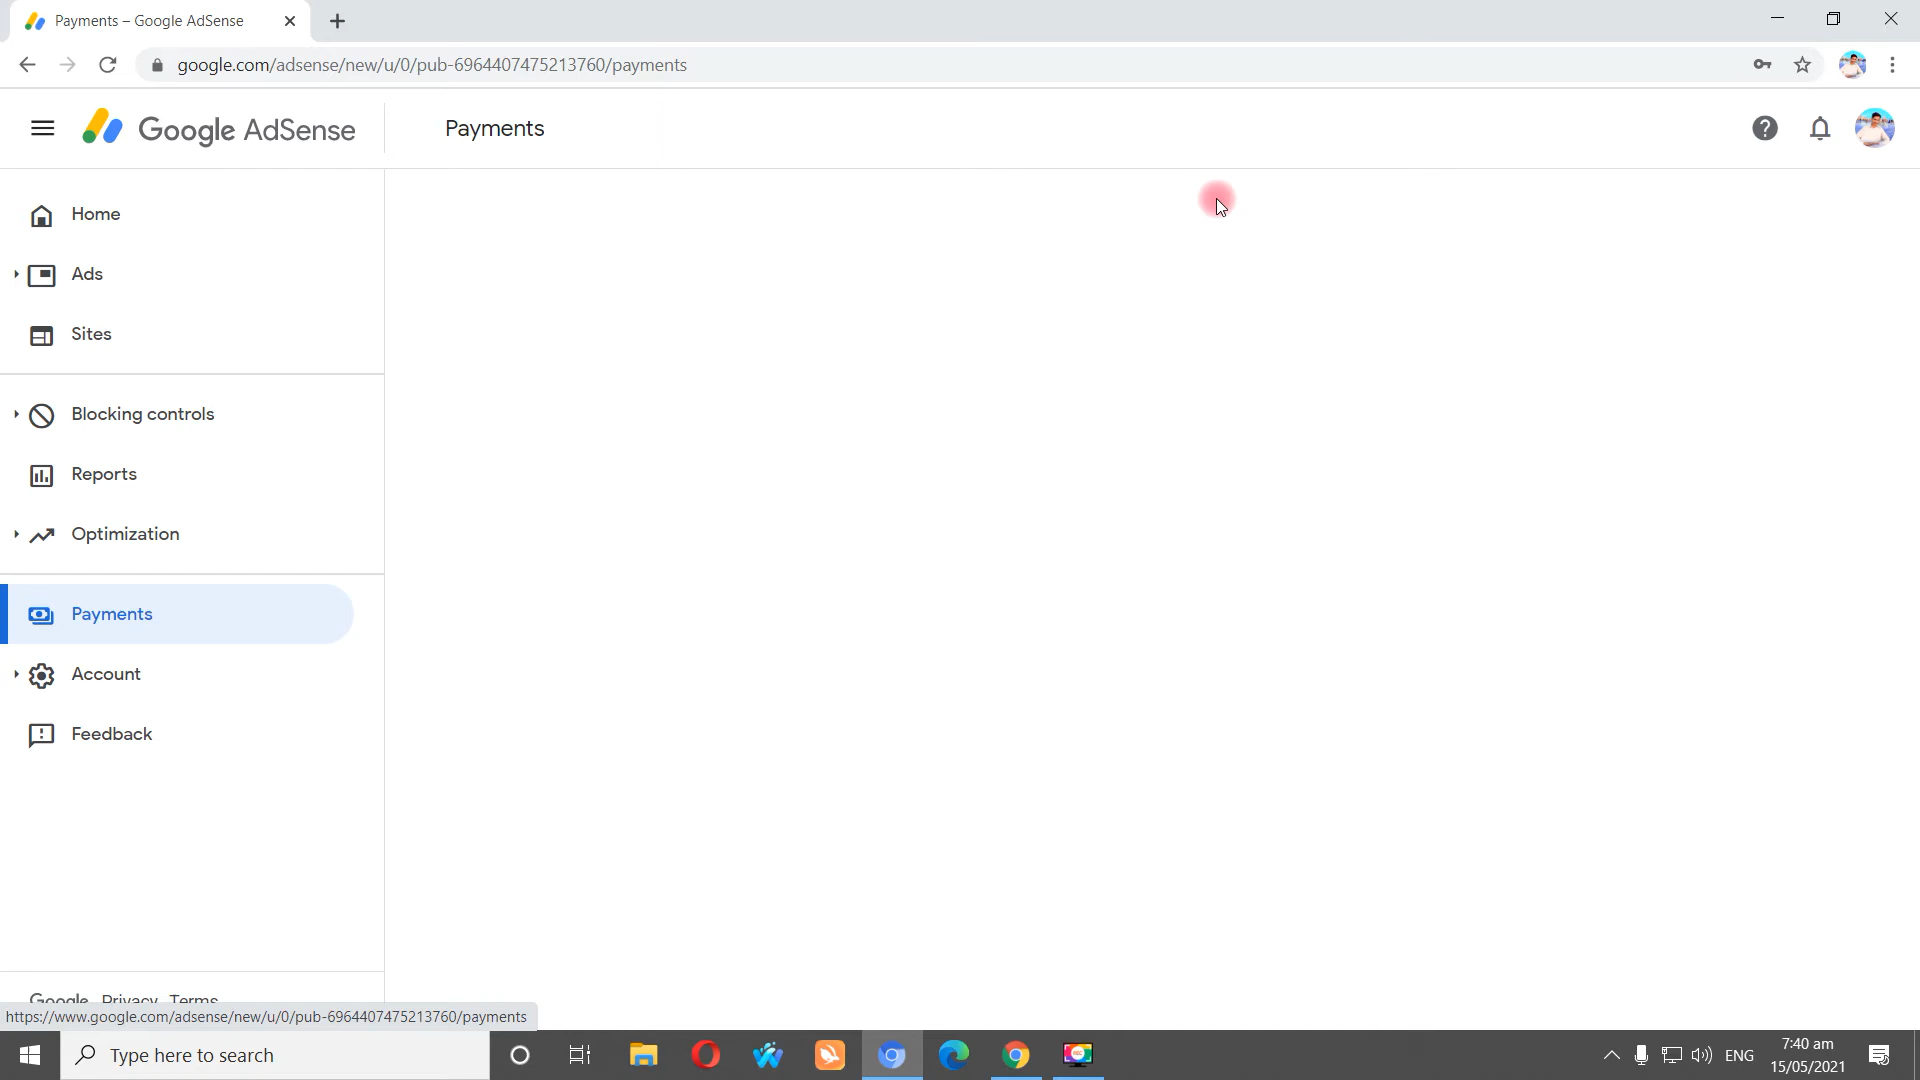 Payments – Google AdSense
google.com/adsense/new/u/0/pub-6964407475213760/payments
Google AdSense
Payments
Home
Ads
Sites
Blocking controls
Reports
Optimization
Payments
Account
Feedback
Google Privacy Terms
https://www.google.com/adsense/new/u/0/pub-6964407475213760/payments
Type here to search
ENG
7:40 am
15/05/2021